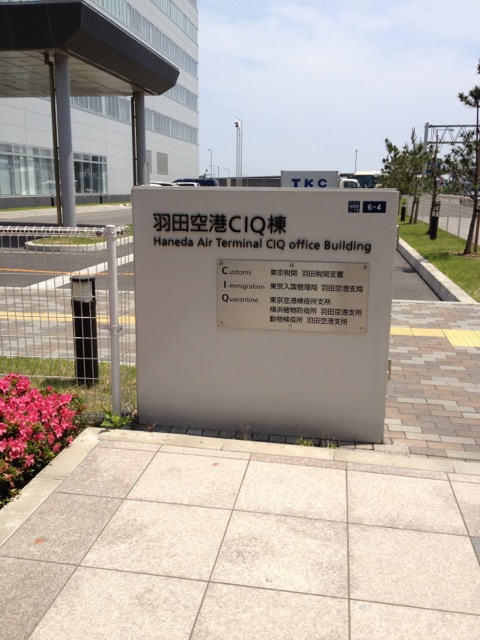 TKC
6-4
羽田空港CIQ棟
Haneda Air Terminal CIQ office Building
Customs 東京税関 羽田税関支署
Immigration 東京入国管理局 羽田空港支局
Quarantine 東京空港検疫所支所
横浜植物防疫所 羽田空港支所
動物検疫所 羽田空港支所